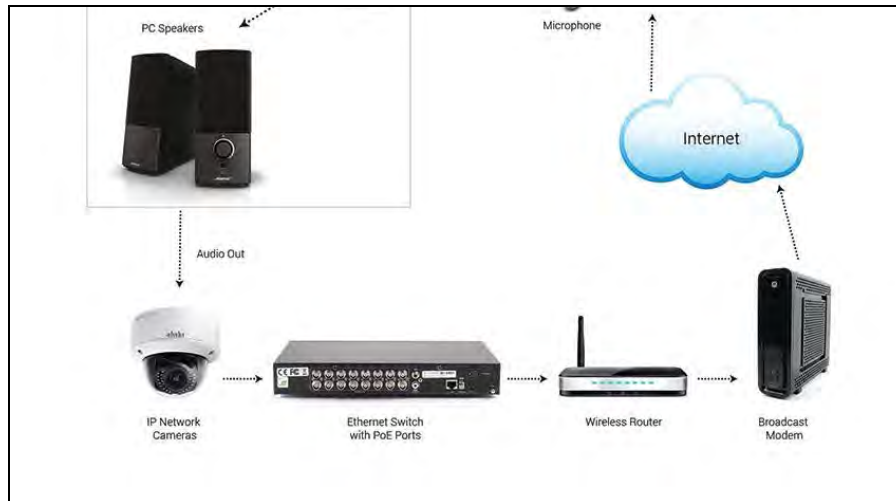 PC Speakers
Microphone
Internet
Audio Out
IP Network
Cameras
Ethernet Switch
with PoE Ports
Wireless Router
Broadcast
Modem